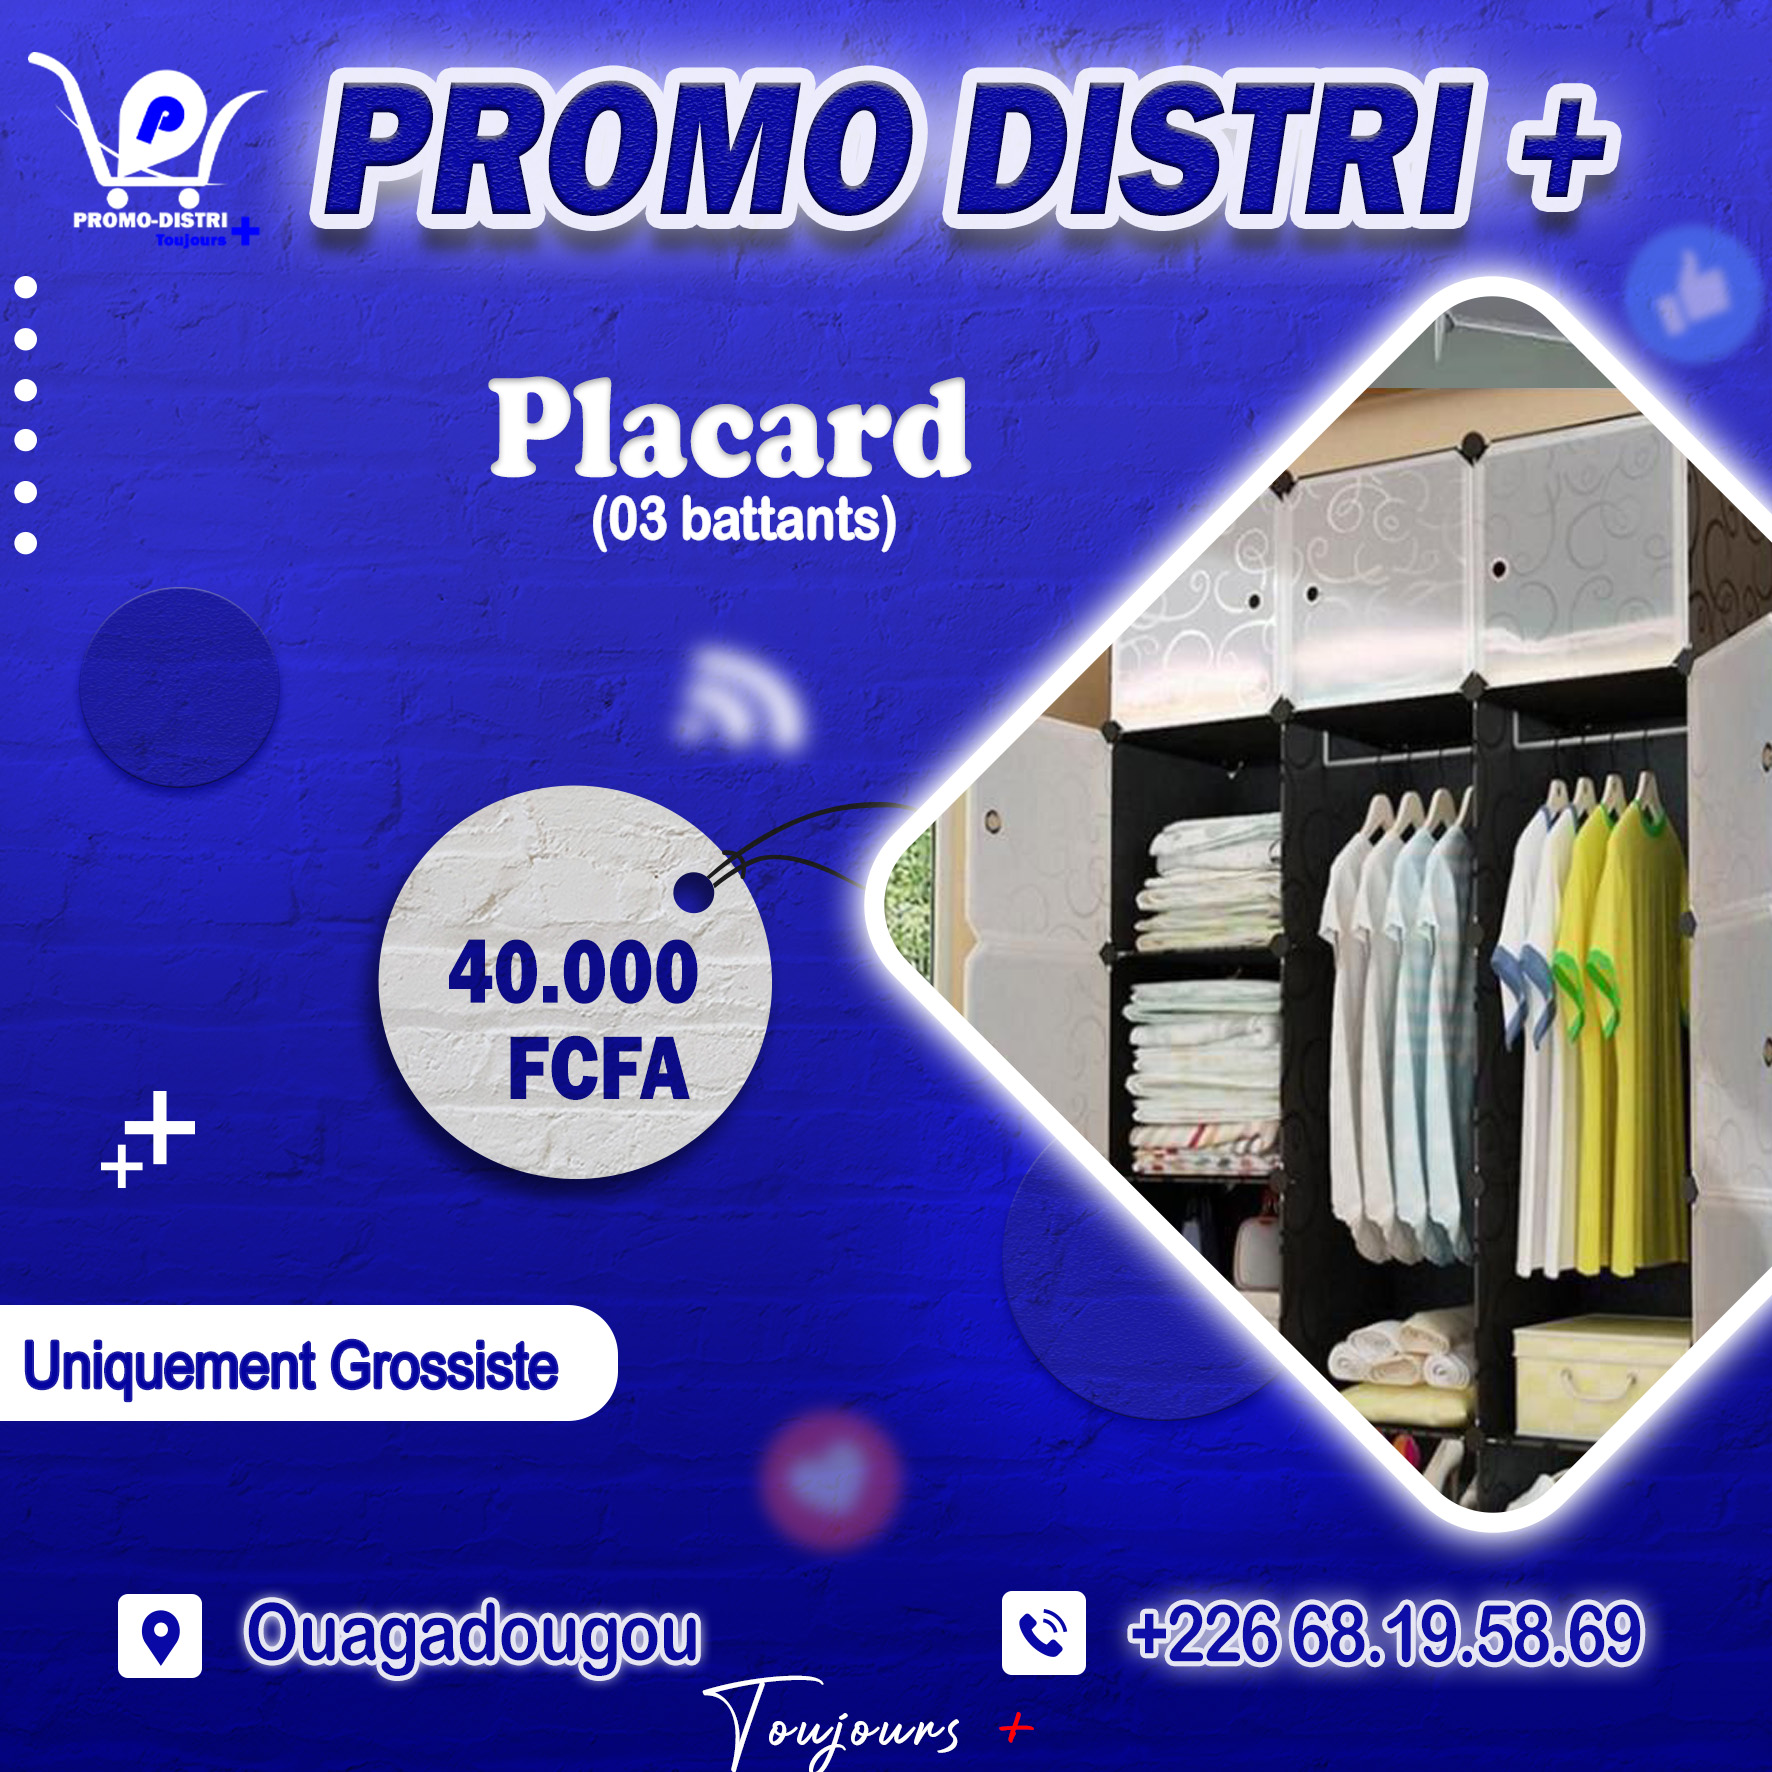 PROMO DISTRI +
P
PROMO-DISTRI +
Toujours
Placard
(03 battants)
40.000
FCFA
Uniquement Grossiste
Ouagadougou
+226 68.19.58.69
Toujours +